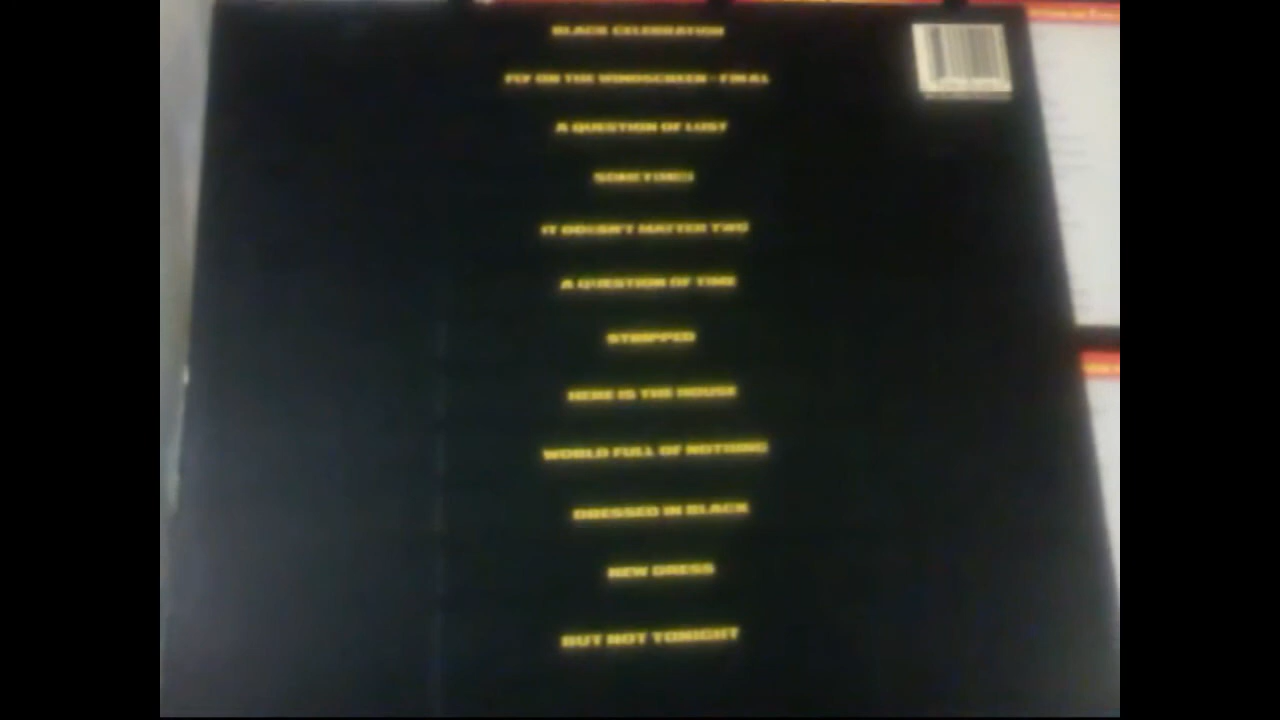 BLACK CELEBRATION
FLY ON THE WINDSCREEN - FINAL
A QUESTION OF LUST
SOMETIMES
IT DOESN'T MATTER TWO
A QUESTION OF TIME
STRIPPED
HERE IS THE HOUSE
WORLD FULL OF NOTHING
DRESSED IN BLACK
NEW DRESS
BUT NOT TONIGHT